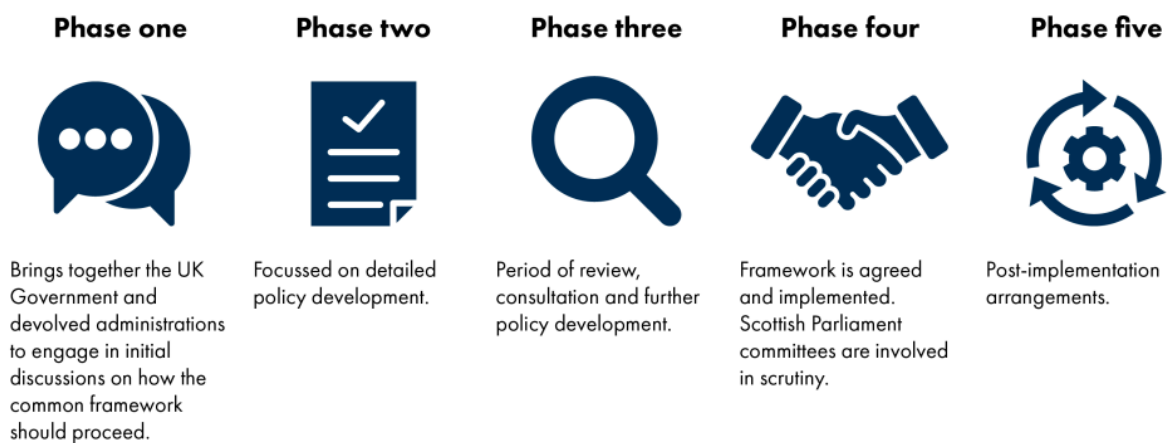 Phase one
Brings together the UK
Government and
devolved administrations
to engage in initial
discussions on how the
common framework
should proceed.
Phase two
Focussed on detailed
policy development.
Phase three
Period of review,
consultation and further
policy development.
Phase four
Framework is agreed
and implemented.
Scottish Parliament
committees are involved
in scrutiny.
Phase five
Post-implementation
arrangements.